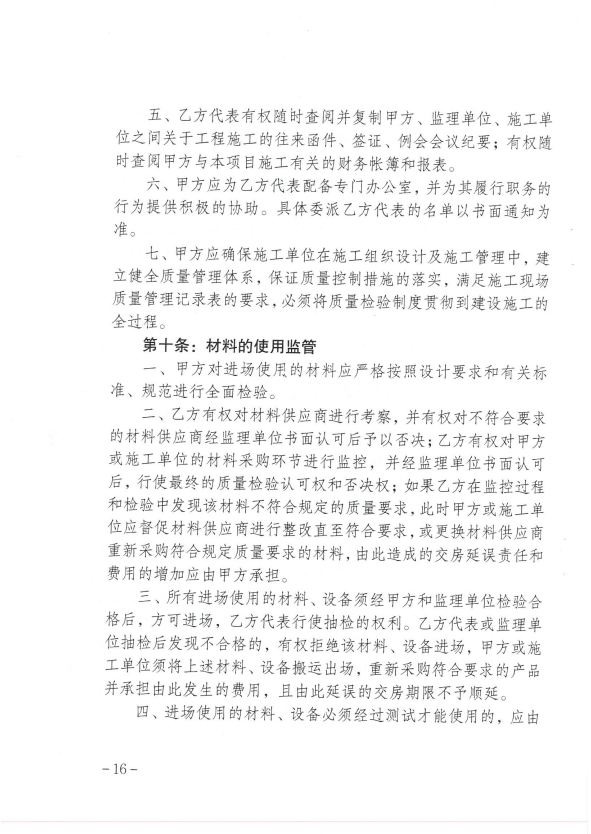 五、乙方代表有权随时查阅并复制甲方、监理单位、施工单
位之间关于工程施工的往来函件、签证、例会会议纪要；有权随
时查阅甲方与本项目施工有关的财务帐簿和报表。
六、甲方应为乙方代表配备专门办公室，并为其履行职务的
行为提供积极的协助。具体委派乙方代表的名单以书面通知为
准。
七、甲方应确保施工单位在施工组织设计及施工管理中，建
立健全质量管理体系，保证质量控制措施的落实，满足施工现场
质量管理记录表的要求，必须将质量检验制度贯彻到建设施工的
全过程。
第十条：材料的使用监管
一、甲方对进场使用的材料应严格按照设计要求和有关标
准、规范进行全面检验。
二、乙方有权对材料供应商进行考察，并有权对不符合要求
的材料供应商经监理单位书面认可后予以否决；乙方有权对甲方
或施工单位的材料采购环节进行监控，并经监理单位书面认可
后，行使最终的质量检验认可权和否决权；如果乙方在监控过程
和检验中发现该材料不符合规定的质量要求，此时甲方或施工单
位应督促材料供应商进行整改直至符合要求，或更换材料供应商
重新采购符合规定质量要求的材料，由此造成的交房延误责任和
费用的增加应由甲方承担。
三、所有进场使用的材料、设备须经甲方和监理单位检验合
格后，方可进场，乙方代表行使抽检的权利。乙方代表或监理单
位抽检后发现不合格的，有权拒绝该材料、设备进场，甲方或施
工单位须将上述材料、设备搬运出场，重新采购符合要求的产品
并承担由此发生的费用，且由此延误的交房期限不予顺延。
四、进场使用的材料、设备必须经过测试才能使用的，应由
-16-